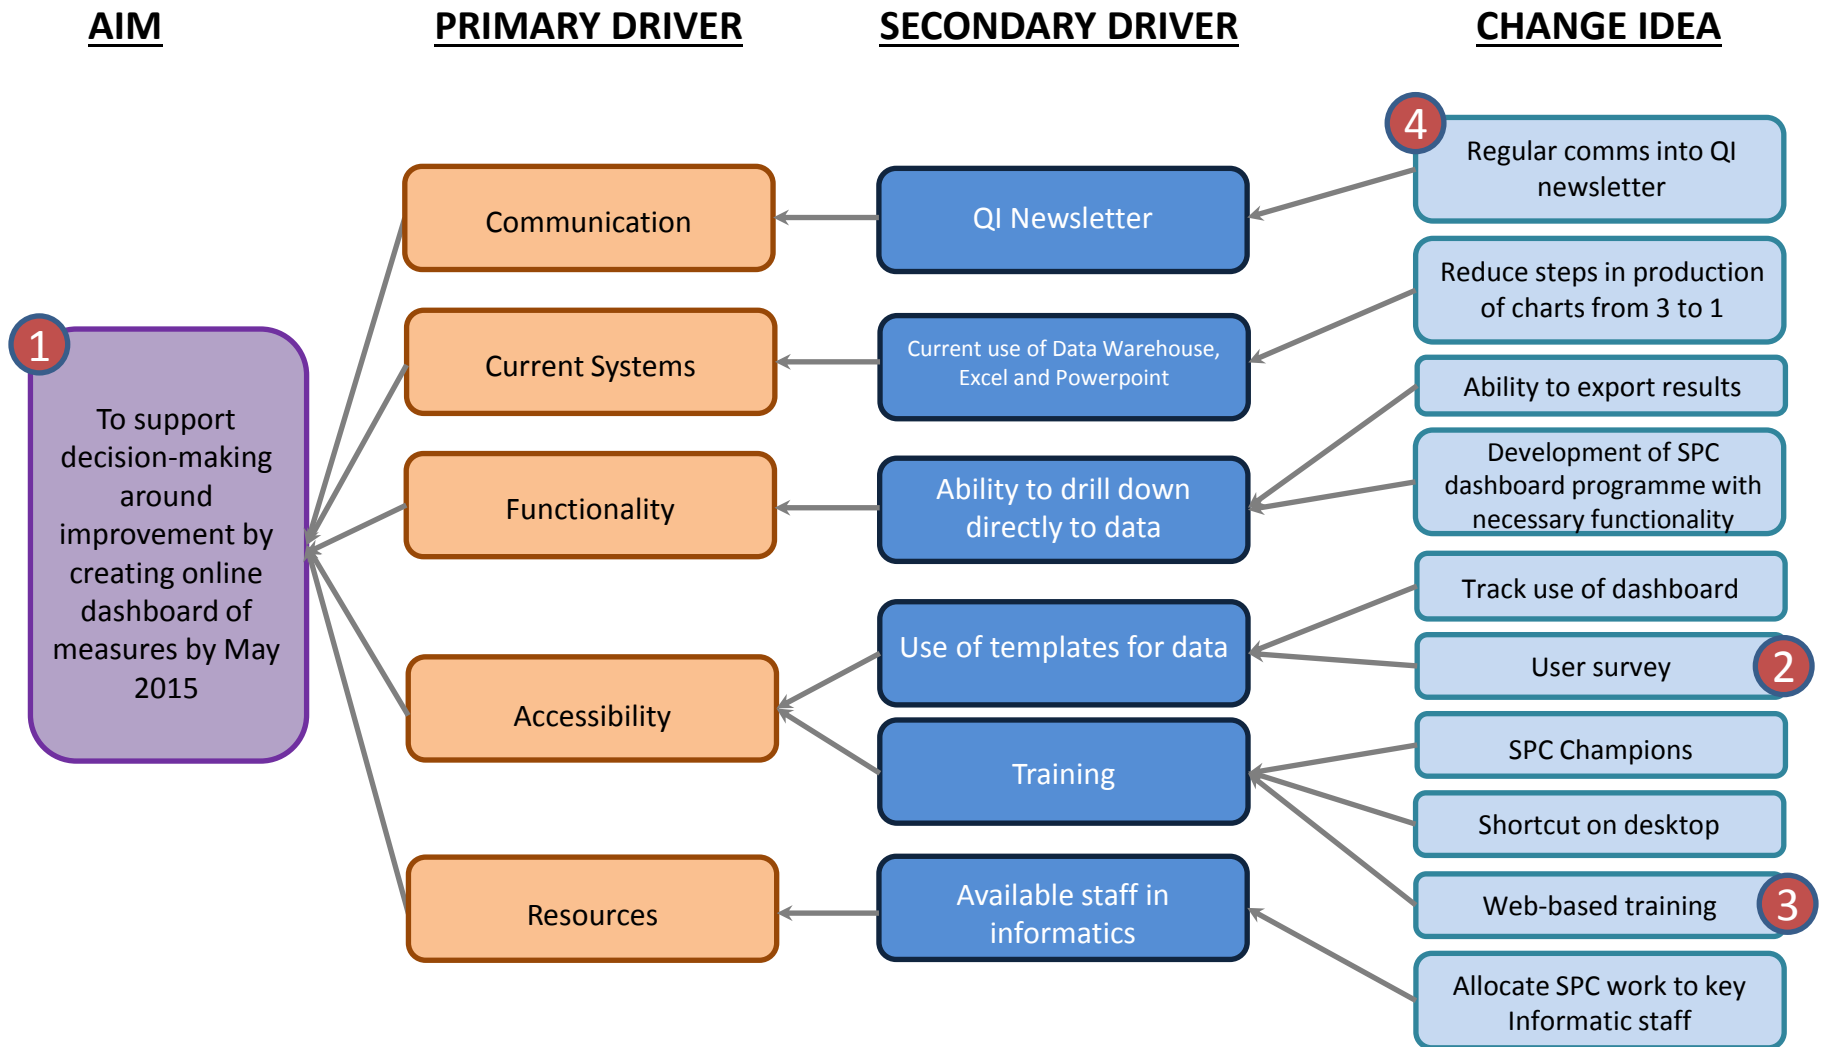 AIM
PRIMARY DRIVER
SECONDARY DRIVER
CHANGE IDEA
1
To support
decision-making
around
improvement by
creating online
dashboard of
measures by May
2015
Communication
Current Systems
Functionality
Accessibility
Resources
QI Newsletter
Current use of Data Warehouse,
Excel and Powerpoint
Ability to drill down
directly to data
Use of templates for data
Training
Available staff in
informatics
4
Regular comms into QI
newsletter
Reduce steps in production
of charts from 3 to 1
Ability to export results
Development of SPC
dashboard programme with
necessary functionality
Track use of dashboard
User survey
2
SPC Champions
Shortcut on desktop
Web-based training
3
Allocate SPC work to key
Informatic staff